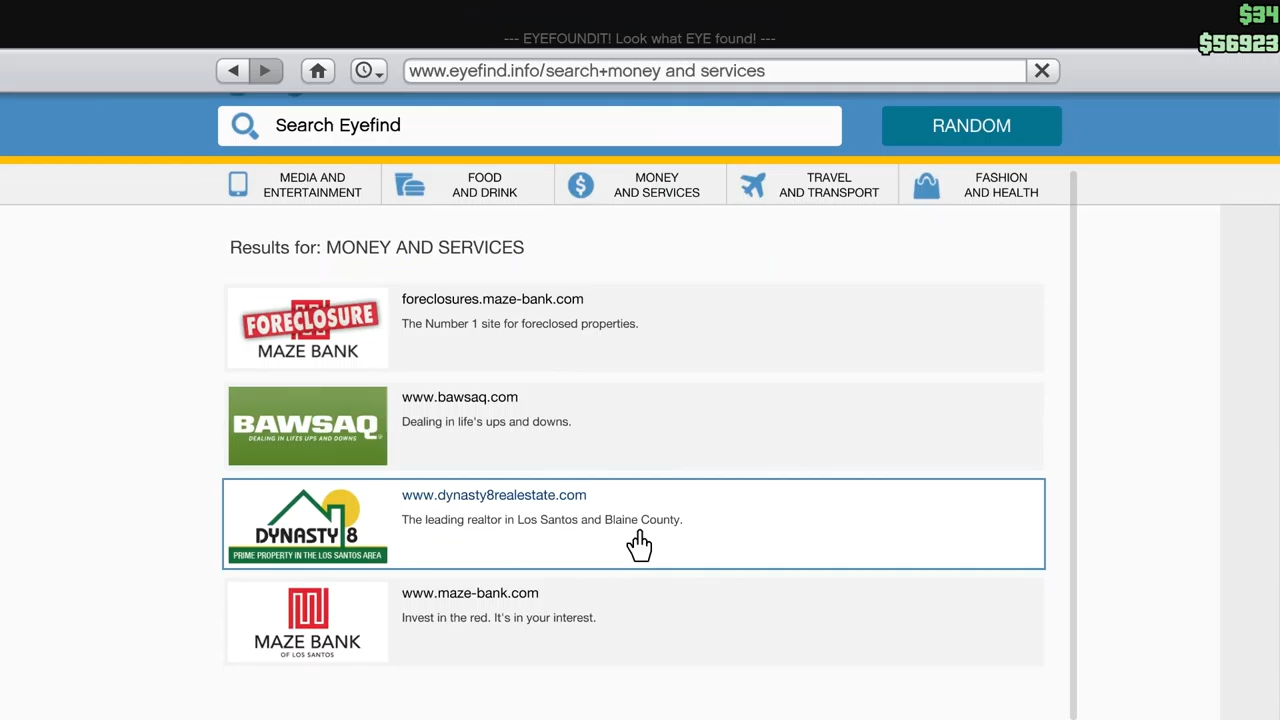 $34
--- EYEFOUNDIT! Look what EYE found! ---
$56923
www.eyefind.info/search+money and services
Search Eyefind
RANDOM
MEDIA AND
ENTERTAINMENT
FOOD
AND DRINK
MONEY
AND SERVICES
TRAVEL
AND TRANSPORT
FASHION
AND HEALTH
Results for: MONEY AND SERVICES
FORECLOSURE
MAZE BANK
foreclosures.maze-bank.com
The Number 1 site for foreclosed properties.
BAWSAQ
DEALING IN LIFES UPS AND DOWNS
www.bawsaq.com
Dealing in life's ups and downs.
DYNASTY 8
PRIME PROPERTY IN THE LOS SANTOS AREA
www.dynasty8realestate.com
The leading realtor in Los Santos and Blaine County.
MAZE BANK
OF LOS SANTOS
www.maze-bank.com
Invest in the red. It's in your interest.